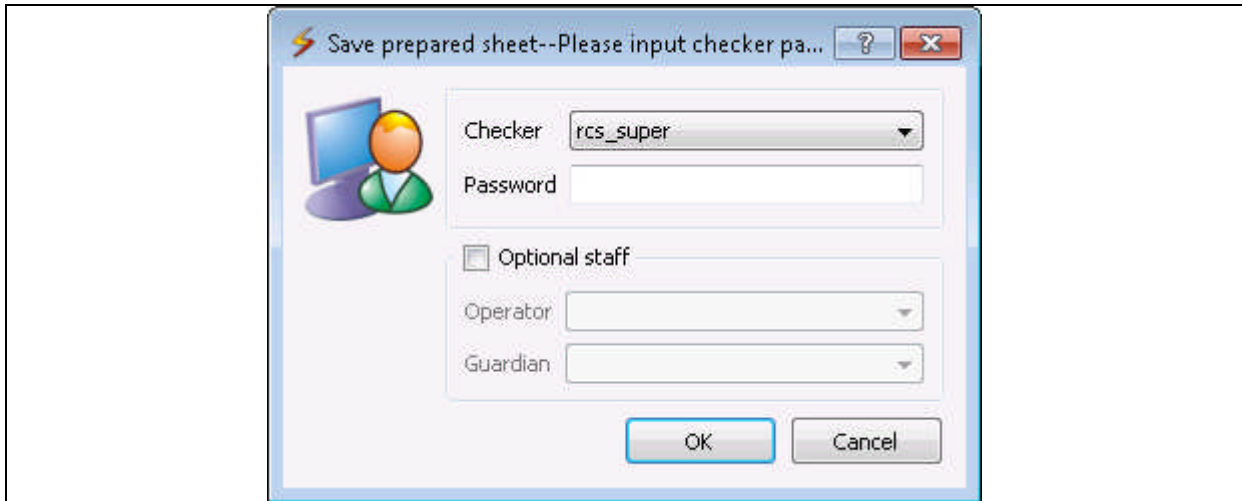 Save prepared sheet--Please input checker pa...
Checker rcs_super
Password
Optional staff
Operator
Guardian
OK Cancel